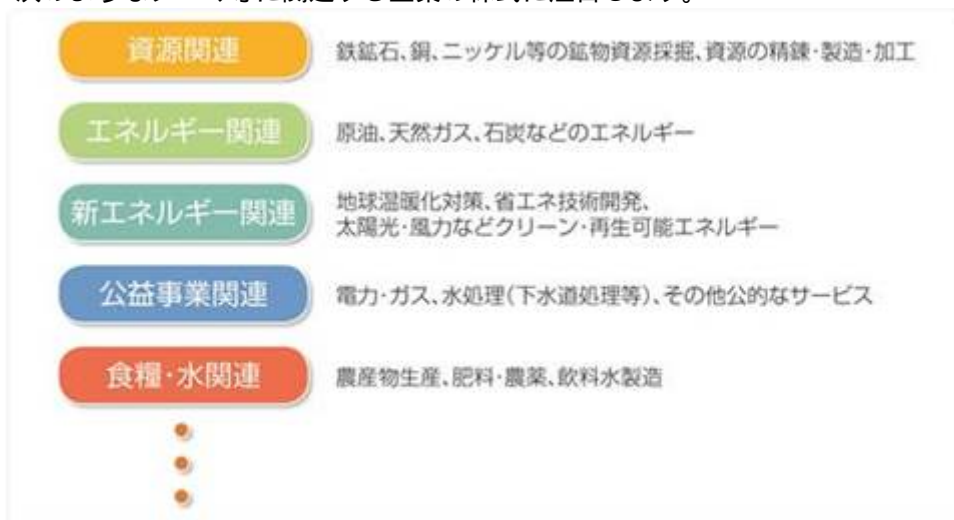 資源関連
鉄鉱石、銅、ニッケル等の鉱物資源採掘、資源の精錬・製造・加工
エネルギー関連
原油、天然ガス、石炭などのエネルギー
新エネルギー関連
地球温暖化対策、省エネ技術開発、
太陽光・風力などクリーン・再生可能エネルギー
公益事業関連
電力・ガス、水処理(下水道処理等)、その他公的なサービス
食糧・水関連
農産物生産、肥料・農薬、飲料水製造